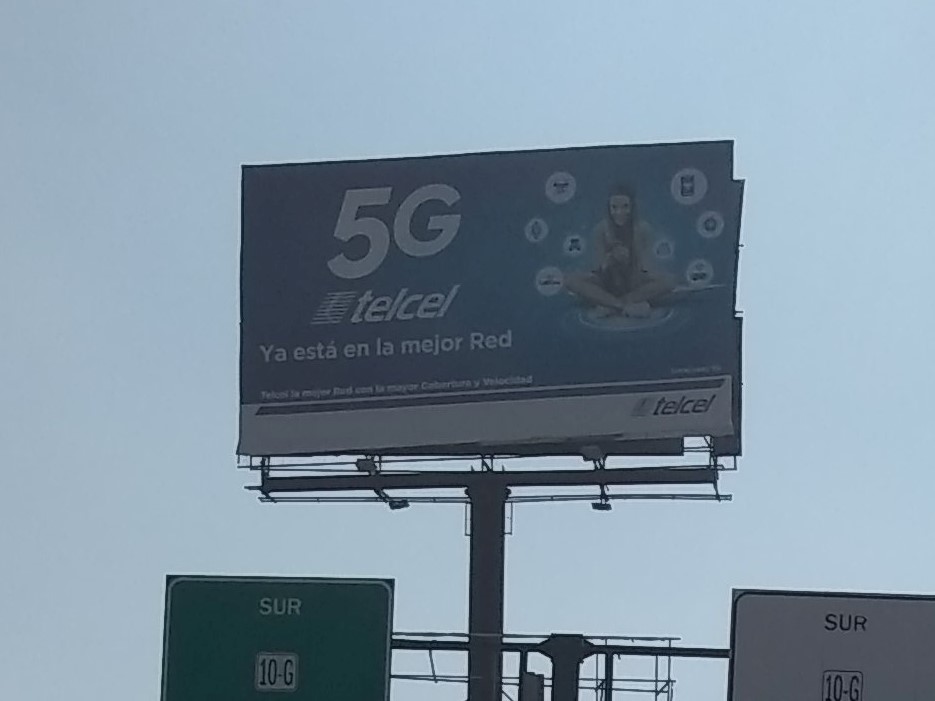 5G
telcel
Ya está en la mejor Red
Telcel la mejor Red con la mayor Cobertura y Velocidad
telcel
SUR
10-G
SUR
10-G